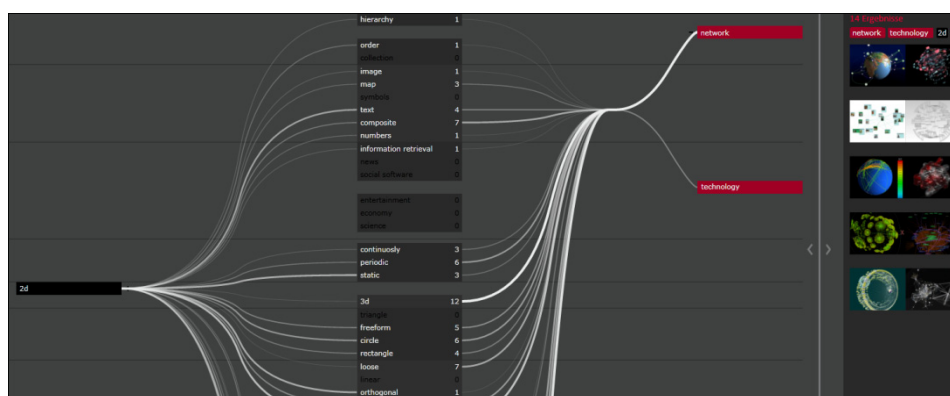 hierarchy 1
order 1
collection 0
image 1
map 3
symbols 0
text 4
composite 7
numbers 1
information retrieval 1
news 0
social software 0
entertainment 0
economy 0
science 0
continuosly 3
periodic 6
static 3
3d 12
triangle 0
freeform 5
circle 6
rectangle 4
loose 7
linear 0
orthogonal 1
2d
network
technology
14 Ergebnisse
network technology 2d